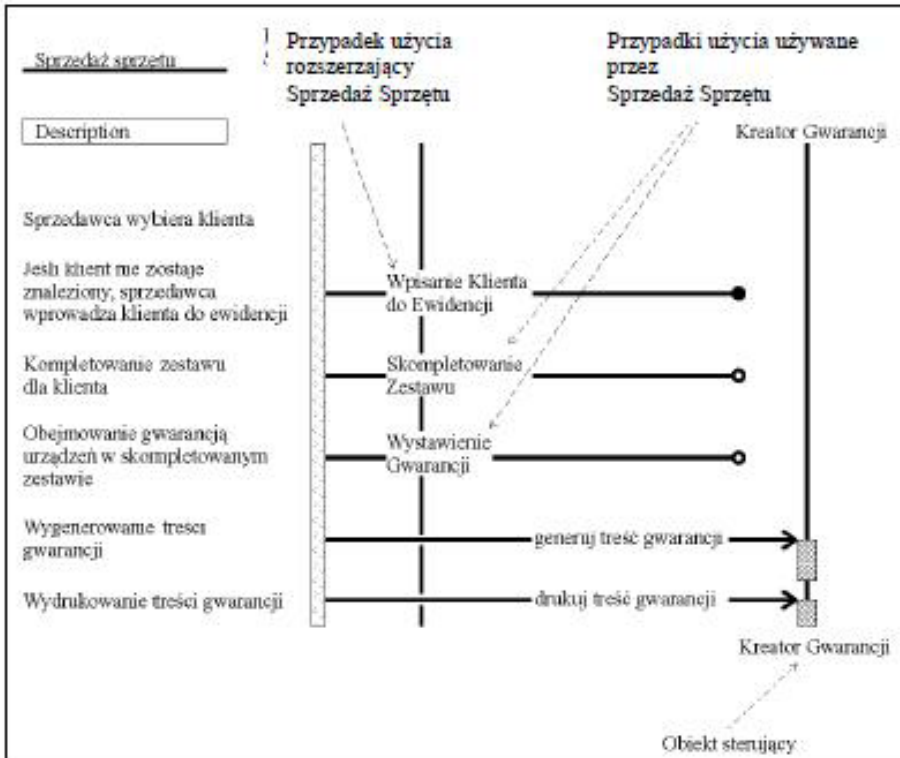 Sprzedaż sprzętu
Przypadek użycia
rozszerzający
Sprzedaż Sprzętu
Przypadki użycia używane
przez
Sprzedaż Sprzętu
Description
Kreator Gwarancji
Sprzedawca wybiera klienta
Jeśli klient nie zostaje
znaleziony, sprzedawca
wprowadza klienta do ewidencji
Wpisanie Klienta
do Ewidencji
Kompletowanie zestawu
dla klienta
Skompletowanie
Zestawu
Obejmowanie gwarancją
urządzeń w skompletowanym
zestawie
Wystawienie
Gwarancji
Wygenerowanie treści
gwarancji
generuj treść gwarancji
Wydrukowanie treści gwarancji
drukuj treść gwarancji
Kreator Gwarancji
Obiekt sterujący